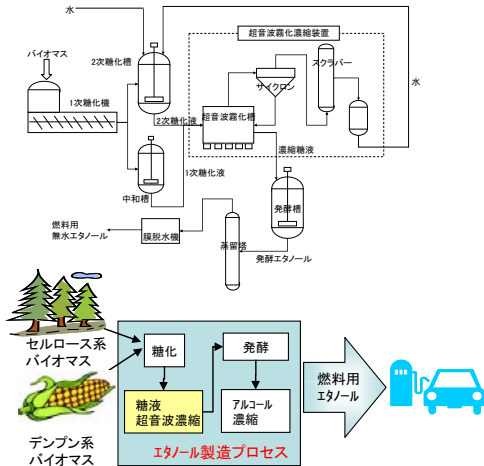 水
超音波霧化濃縮装置
バイオマス
2次糖化槽
スクラバー
サイクロン
水
1次糖化機
2次糖化液
超音波霧化槽
濃縮糖液
1次糖化液
中和槽
発酵槽
燃料用
無水エタノール
膜脱水機
蒸留塔
発酵エタノール
セルロース系
バイオマス
糖化
発酵
燃料用
エタノール
糖液
超音波濃縮
アルコール
濃縮
デンプン系
バイオマス
エタノール製造プロセス